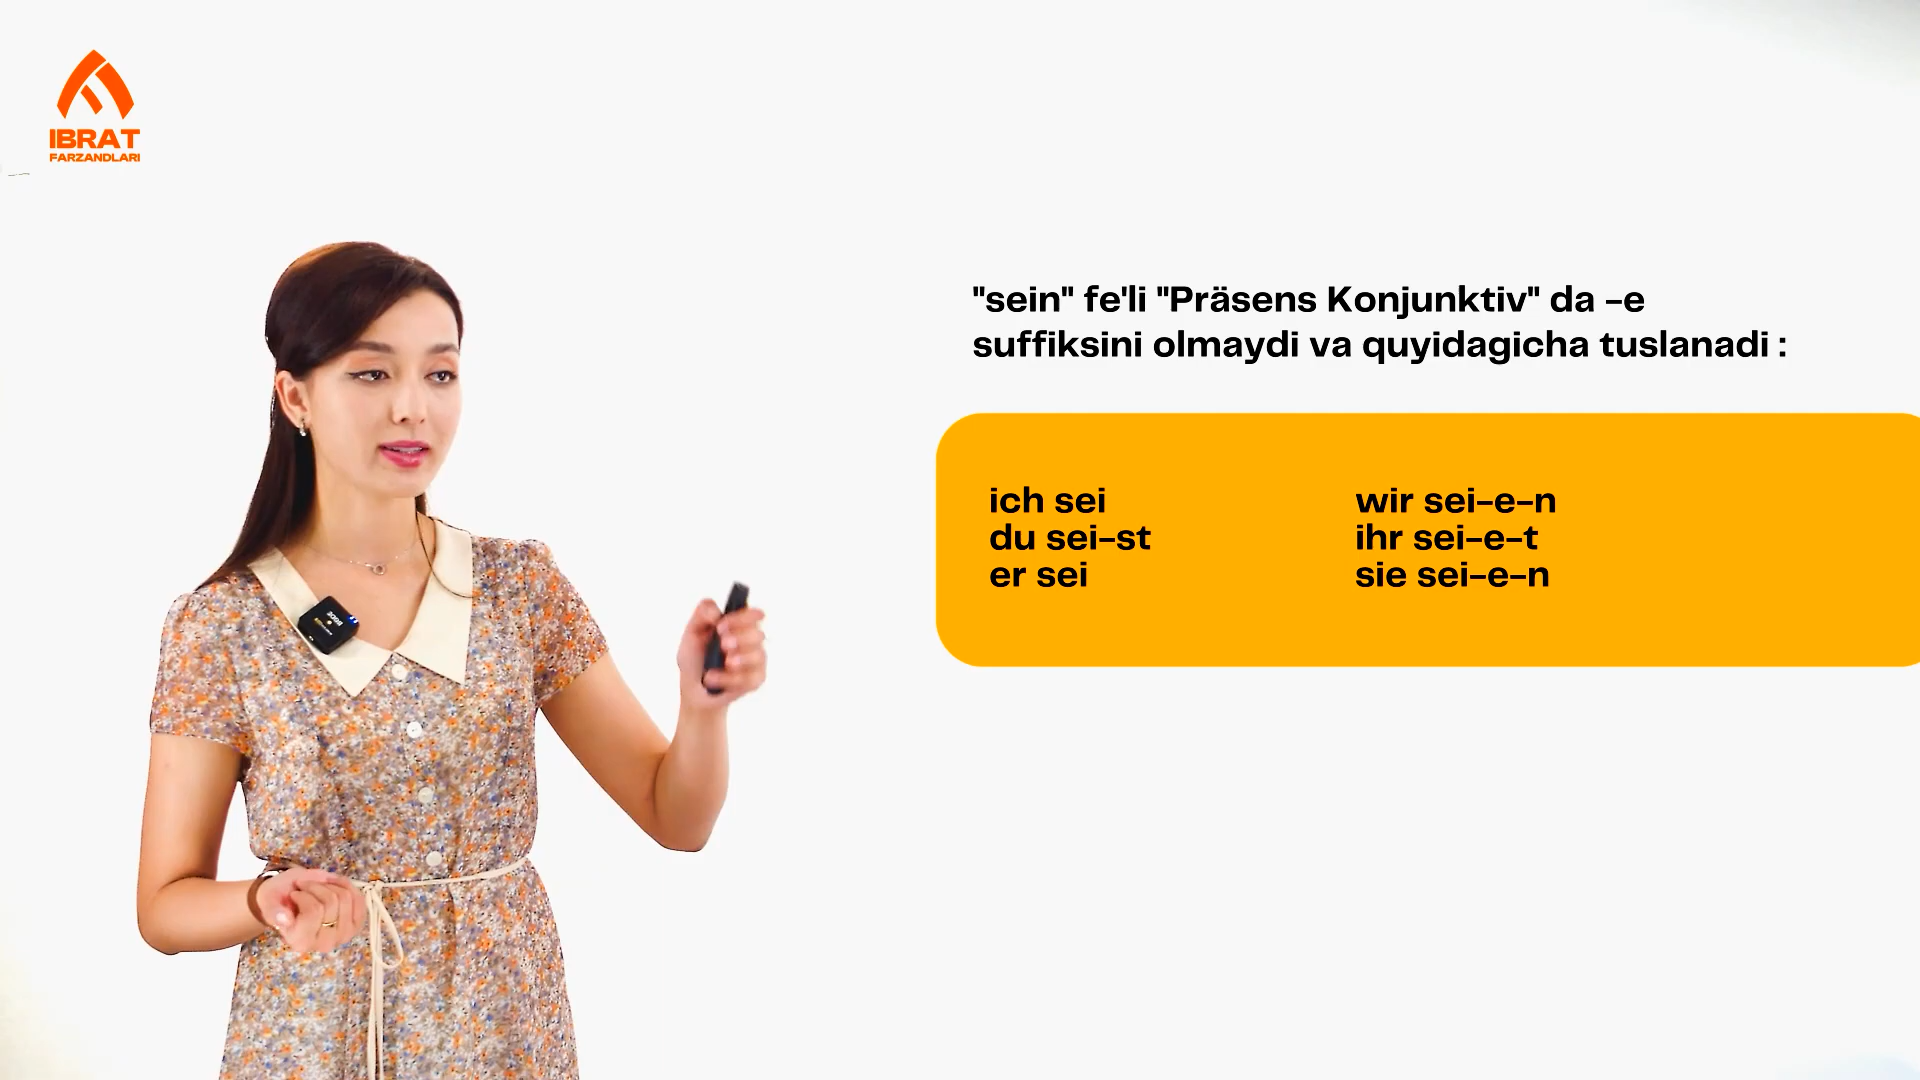 IBRAT
FARZANDLARI
"sein" fe'li "Präsens Konjunktiv" da -e
suffiksini olmaydi va quyidagicha tuslanadi :
ich sei
du sei-st
er sei
wir sei-e-n
ihr sei-e-t
sie sei-e-n